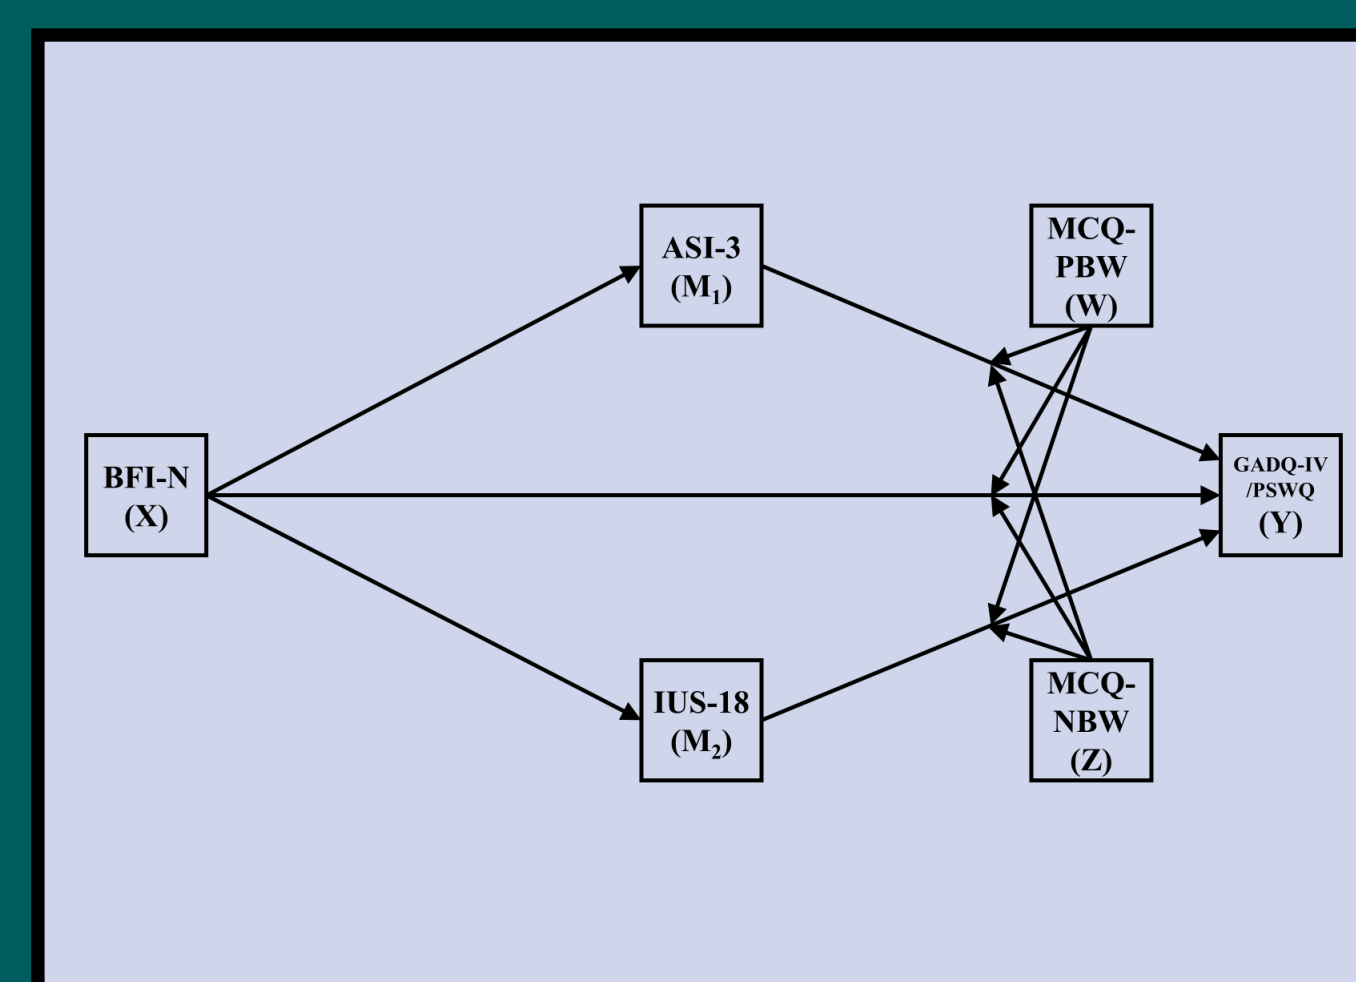 ASI-3
(M₁)
MCQ-
PBW
(W)
BFI-N
(X)
GADQ-IV
/PSWQ
(Y)
IUS-18
(M₂)
MCQ-
NBW
(Z)